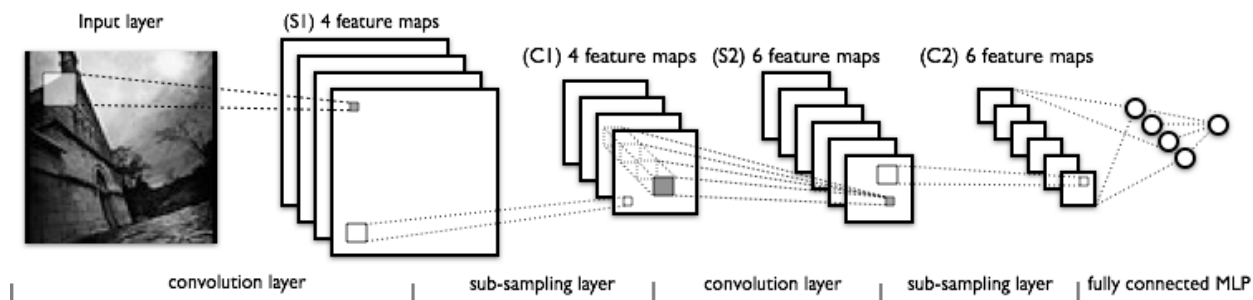 Input layer
(S1) 4 feature maps
(C1) 4 feature maps
(S2) 6 feature maps
(C2) 6 feature maps
convolution layer
sub-sampling layer
convolution layer
sub-sampling layer
fully connected MLP